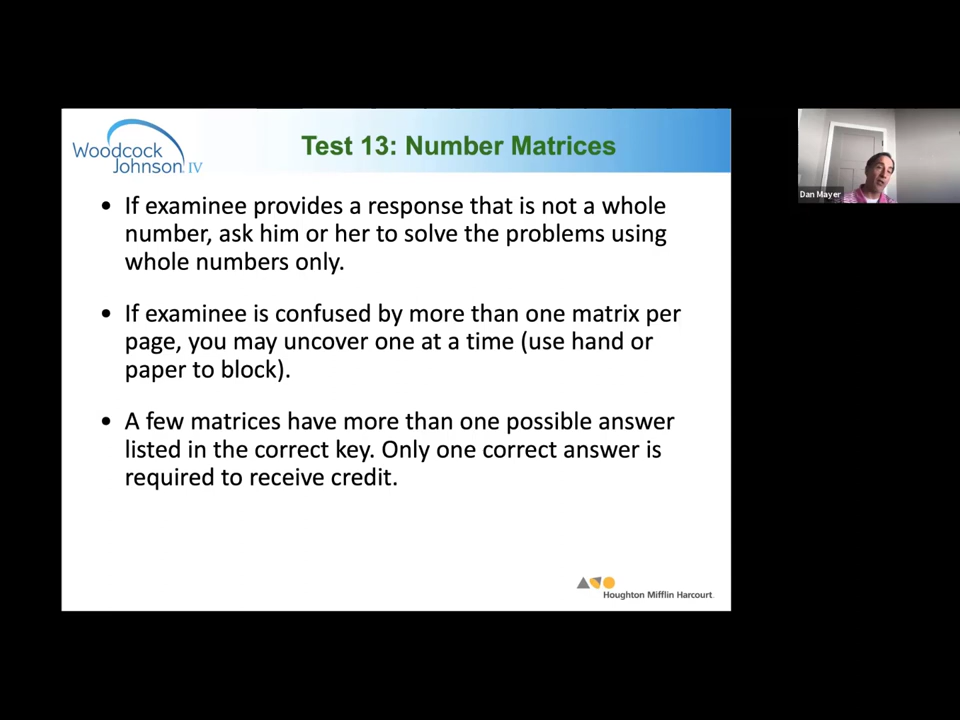 Woodcock
Johnson IV
Test 13: Number Matrices
• If examinee provides a response that is not a whole
number, ask him or her to solve the problems using
whole numbers only.
• If examinee is confused by more than one matrix per
page, you may uncover one at a time (use hand or
paper to block).
• A few matrices have more than one possible answer
listed in the correct key. Only one correct answer is
required to receive credit.
Houghton Mifflin Harcourt
Dan Mayer